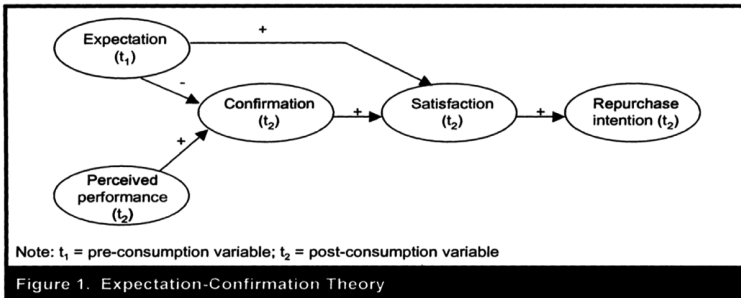 Expectation
(t₁)
+
-
Confirmation
(t₂)
+
Satisfaction
(t₂)
+
Repurchase
intention (t₂)
+
Perceived
performance
(t₂)
Note: t₁ = pre-consumption variable; t₂ = post-consumption variable
Figure 1. Expectation-Confirmation Theory